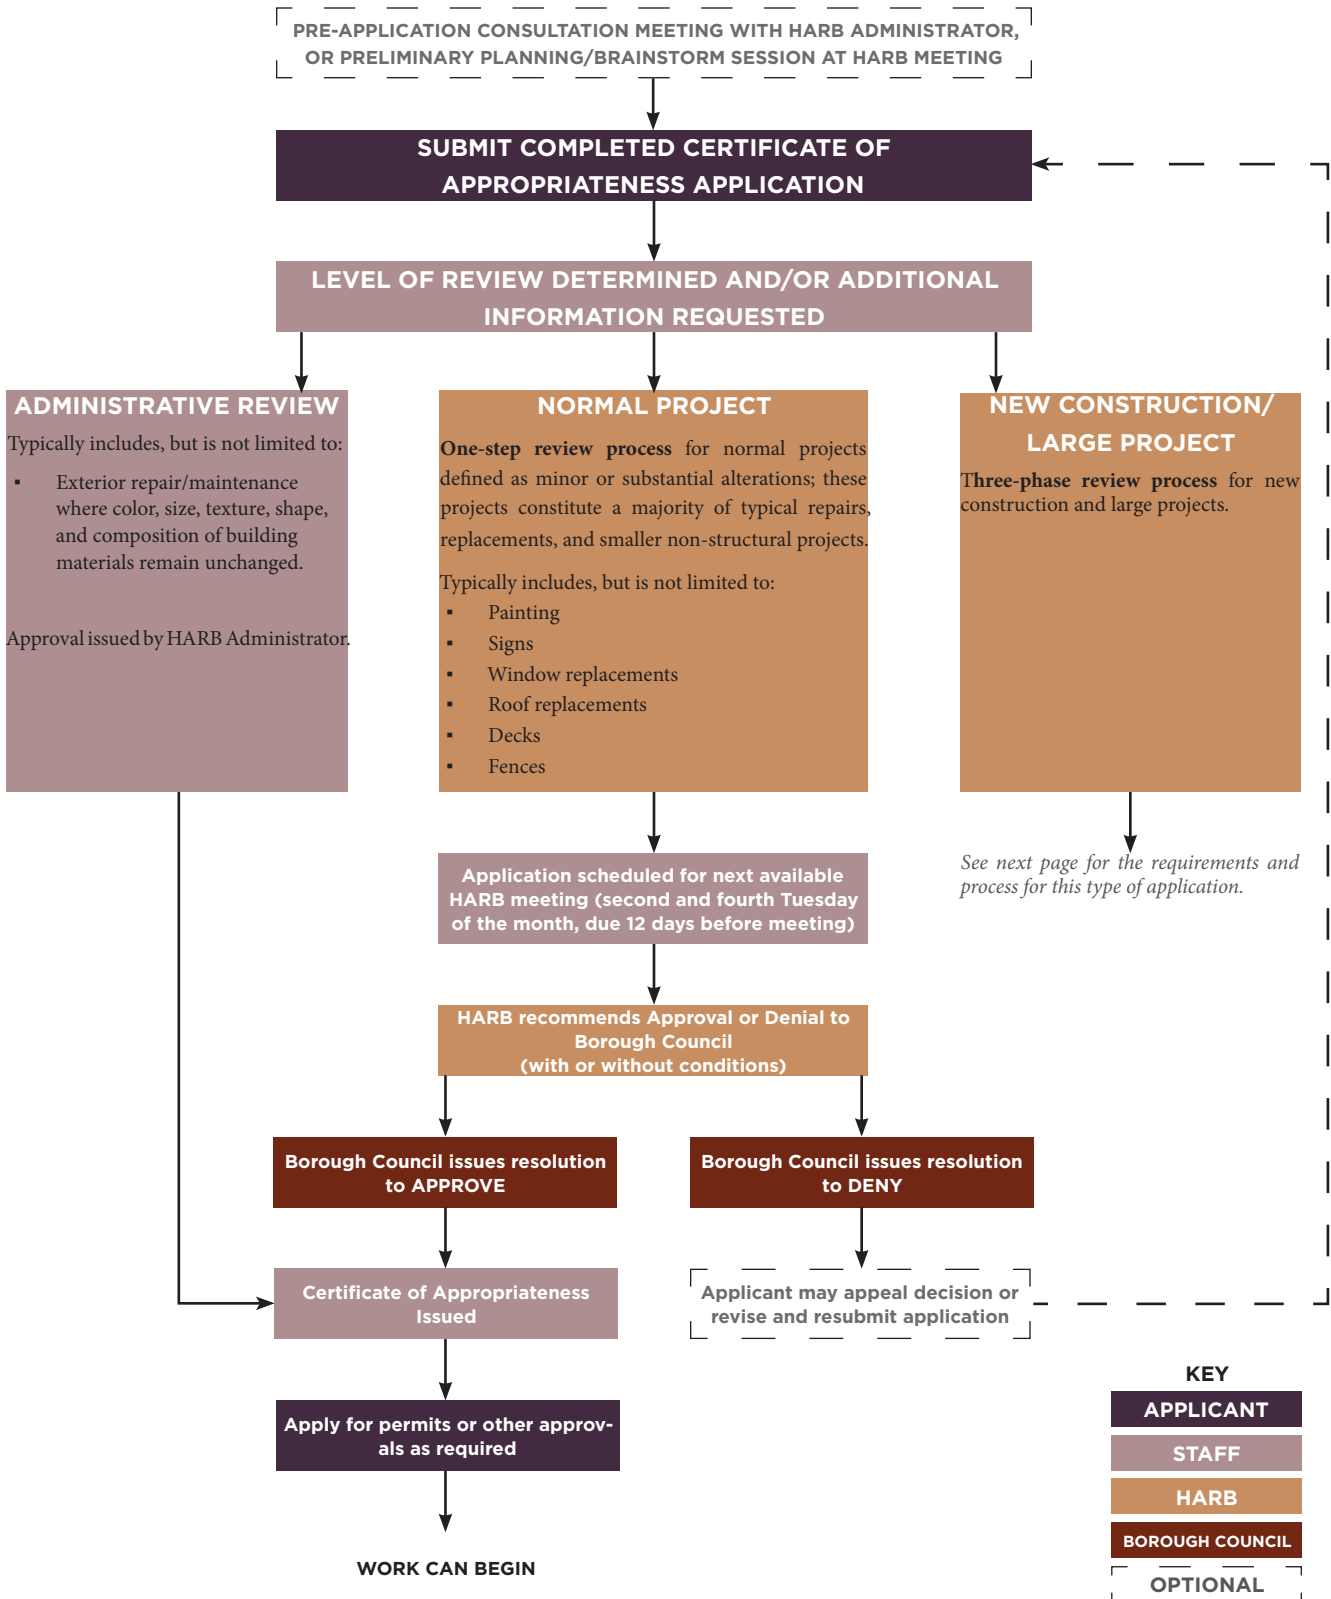 PRE-APPLICATION CONSULTATION MEETING WITH HARB ADMINISTRATOR,
OR PRELIMINARY PLANNING/BRAINSTORM SESSION AT HARB MEETING
SUBMIT COMPLETED CERTIFICATE OF
APPROPRIATENESS APPLICATION
LEVEL OF REVIEW DETERMINED AND/OR ADDITIONAL
INFORMATION REQUESTED
ADMINISTRATIVE REVIEW
Typically includes, but is not limited to:
▪ Exterior repair/maintenance
where color, size, texture, shape,
and composition of building
materials remain unchanged.
Approval issued by HARB Administrator.
NORMAL PROJECT
One-step review process for normal projects
defined as minor or substantial alterations; these
projects constitute a majority of typical repairs,
replacements, and smaller non-structural projects.
Typically includes, but is not limited to:
▪ Painting
▪ Signs
▪ Window replacements
▪ Roof replacements
▪ Decks
▪ Fences
NEW CONSTRUCTION/
LARGE PROJECT
Three-phase review process for new
construction and large projects.
See next page for the requirements and
process for this type of application.
Application scheduled for next available
HARB meeting (second and fourth Tuesday
of the month, due 12 days before meeting)
HARB recommends Approval or Denial to
Borough Council
(with or without conditions)
Borough Council issues resolution
to APPROVE
Borough Council issues resolution
to DENY
Certificate of Appropriateness
Issued
Applicant may appeal decision or
revise and resubmit application
Apply for permits or other approv-
als as required
WORK CAN BEGIN
KEY
APPLICANT
STAFF
HARB
BOROUGH COUNCIL
OPTIONAL